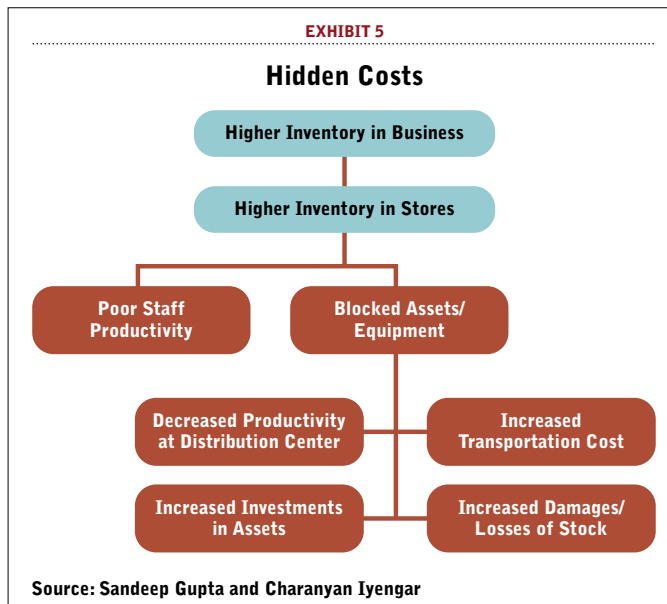 EXHIBIT 5
Hidden Costs
Higher Inventory in Business
Higher Inventory in Stores
Poor Staff
Productivity
Blocked Assets/
Equipment
Decreased Productivity
at Distribution Center
Increased
Transportation Cost
Increased Investments
in Assets
Increased Damages/
Losses of Stock
Source: Sandeep Gupta and Charanyan Iyengar